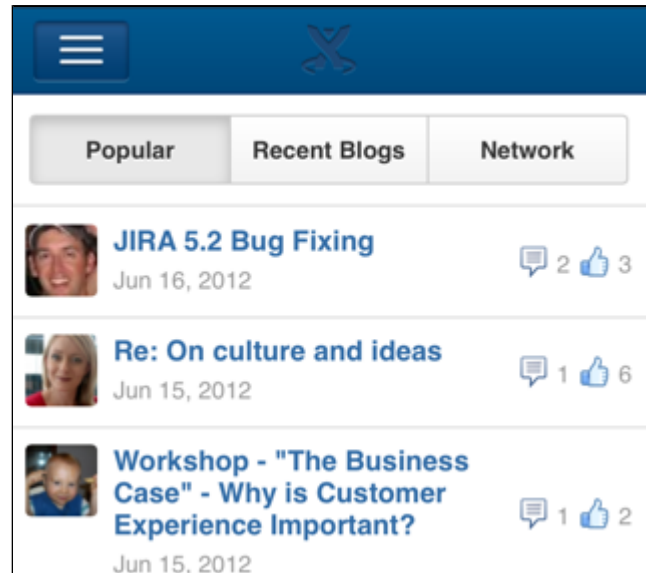 Popular Recent Blogs Network
JIRA 5.2 Bug Fixing
Jun 16, 2012
2 3
Re: On culture and ideas
Jun 15, 2012
1 6
Workshop - "The Business
Case" - Why is Customer
Experience Important?
1 2
Jun 15, 2012